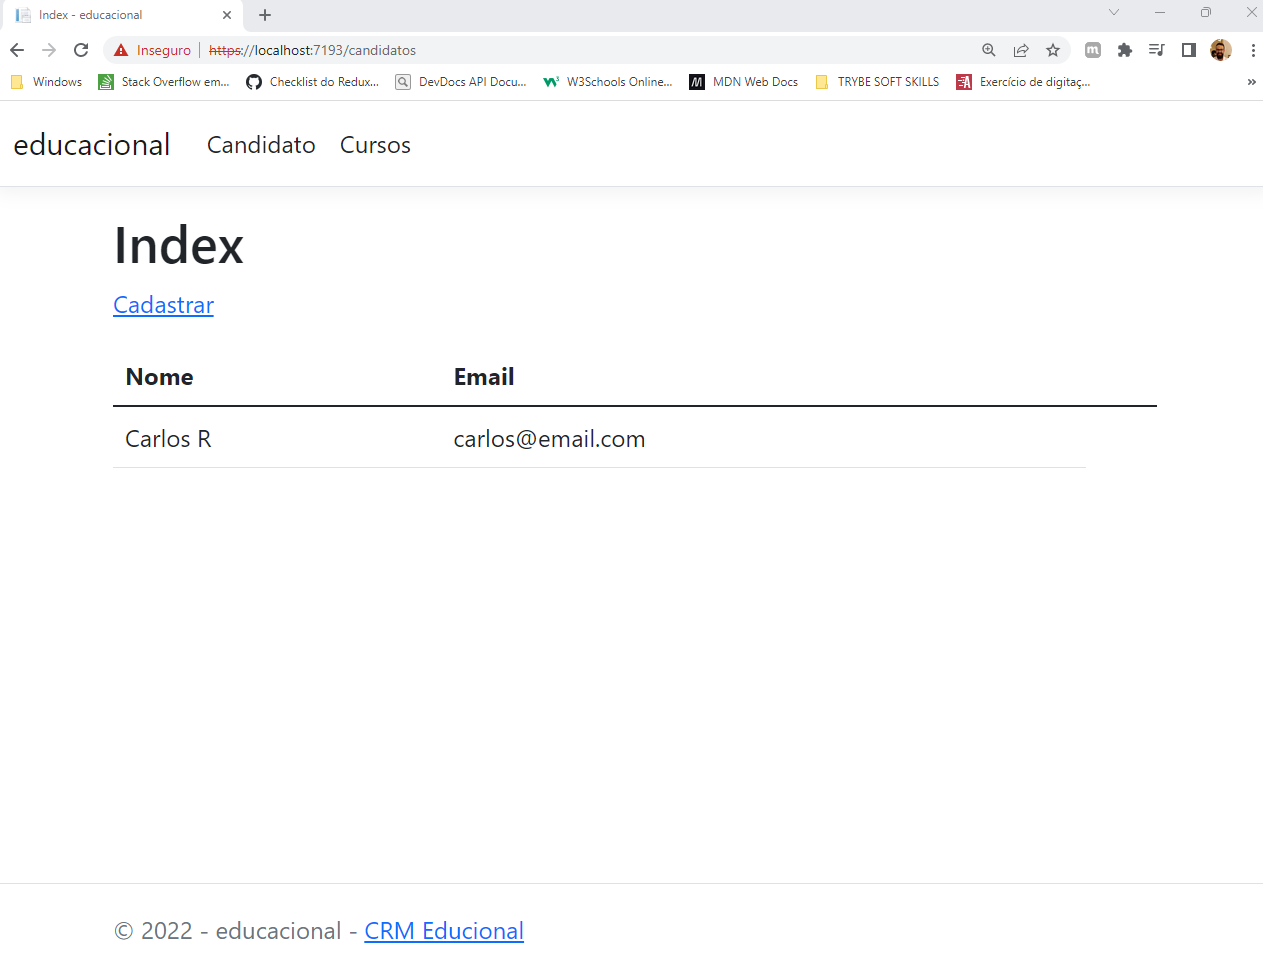 Index - educacional
Inseguro https://localhost:7193/candidatos
Windows Stack Overflow em... Checklist do Redux... DevDocs API Docu... W3Schools Online... MDN Web Docs TRYBE SOFT SKILLS Exercício de digitaç... »
educacional Candidato Cursos
Index
Cadastrar
Nome Email
Carlos R carlos@email.com
© 2022 - educacional - CRM Educional